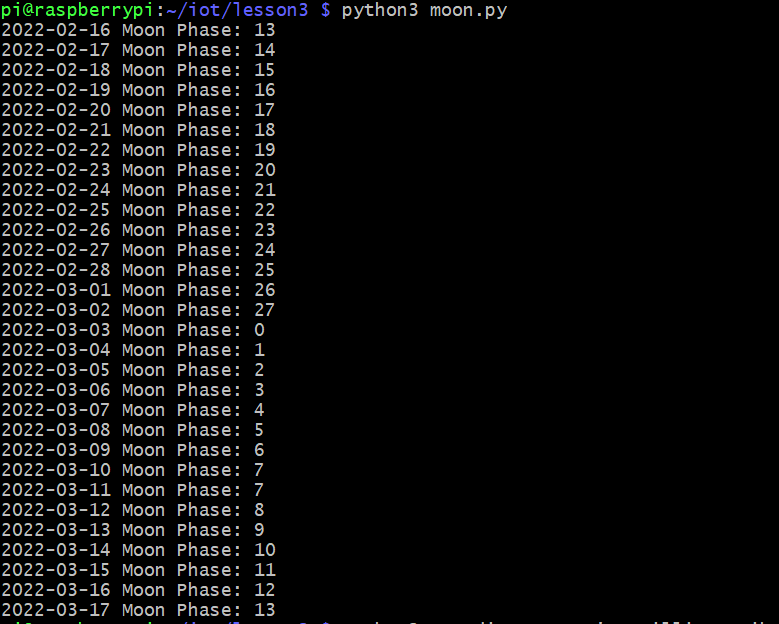 pi@raspberrypi:~/iot/lesson3 $ python3 moon.py
2022-02-16 Moon Phase: 13
2022-02-17 Moon Phase: 14
2022-02-18 Moon Phase: 15
2022-02-19 Moon Phase: 16
2022-02-20 Moon Phase: 17
2022-02-21 Moon Phase: 18
2022-02-22 Moon Phase: 19
2022-02-23 Moon Phase: 20
2022-02-24 Moon Phase: 21
2022-02-25 Moon Phase: 22
2022-02-26 Moon Phase: 23
2022-02-27 Moon Phase: 24
2022-02-28 Moon Phase: 25
2022-03-01 Moon Phase: 26
2022-03-02 Moon Phase: 27
2022-03-03 Moon Phase: 0
2022-03-04 Moon Phase: 1
2022-03-05 Moon Phase: 2
2022-03-06 Moon Phase: 3
2022-03-07 Moon Phase: 4
2022-03-08 Moon Phase: 5
2022-03-09 Moon Phase: 6
2022-03-10 Moon Phase: 7
2022-03-11 Moon Phase: 7
2022-03-12 Moon Phase: 8
2022-03-13 Moon Phase: 9
2022-03-14 Moon Phase: 10
2022-03-15 Moon Phase: 11
2022-03-16 Moon Phase: 12
2022-03-17 Moon Phase: 13